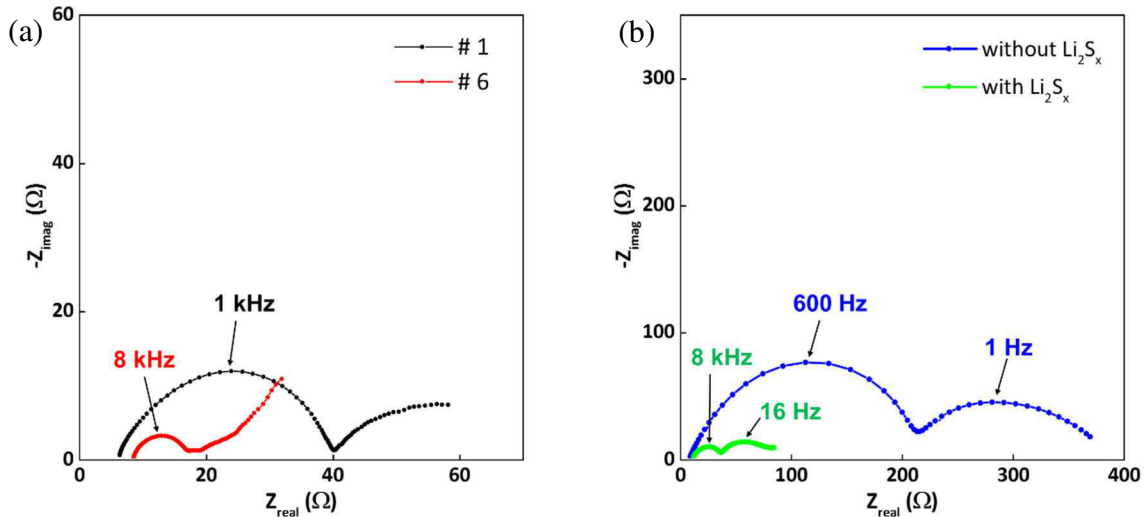 (a)
60
40
20
0
-Z_imag (Ω)
# 1
# 6
1 kHz
8 kHz
0 20 40 60
Z_real (Ω)
(b)
300
200
100
0
-Z_imag (Ω)
without Li₂Sₓ
with Li₂Sₓ
600 Hz
1 Hz
8 kHz
16 Hz
0 100 200 300 400
Z_real (Ω)